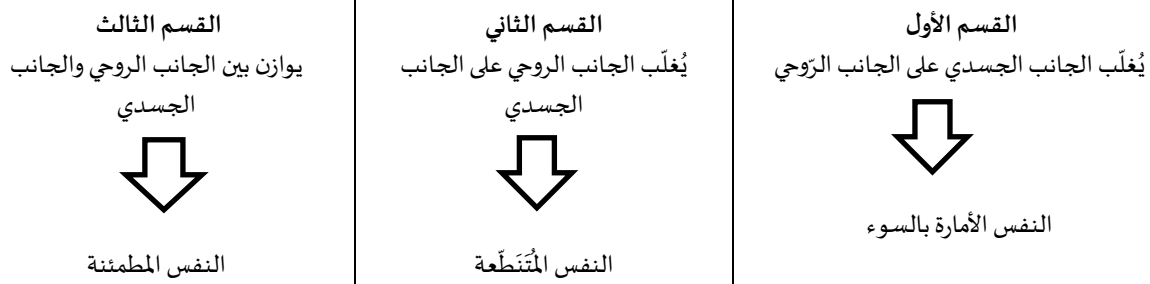 القسم الأول
يُغلّب الجانب الجسدي على الجانب الرّوحي
النفس الأمارة بالسوء
القسم الثاني
يُغلّب الجانب الروحي على الجانب
الجسدي
النفس المُتَنَطّعة
القسم الثالث
يوازن بين الجانب الروحي والجانب
الجسدي
النفس المطمئنة